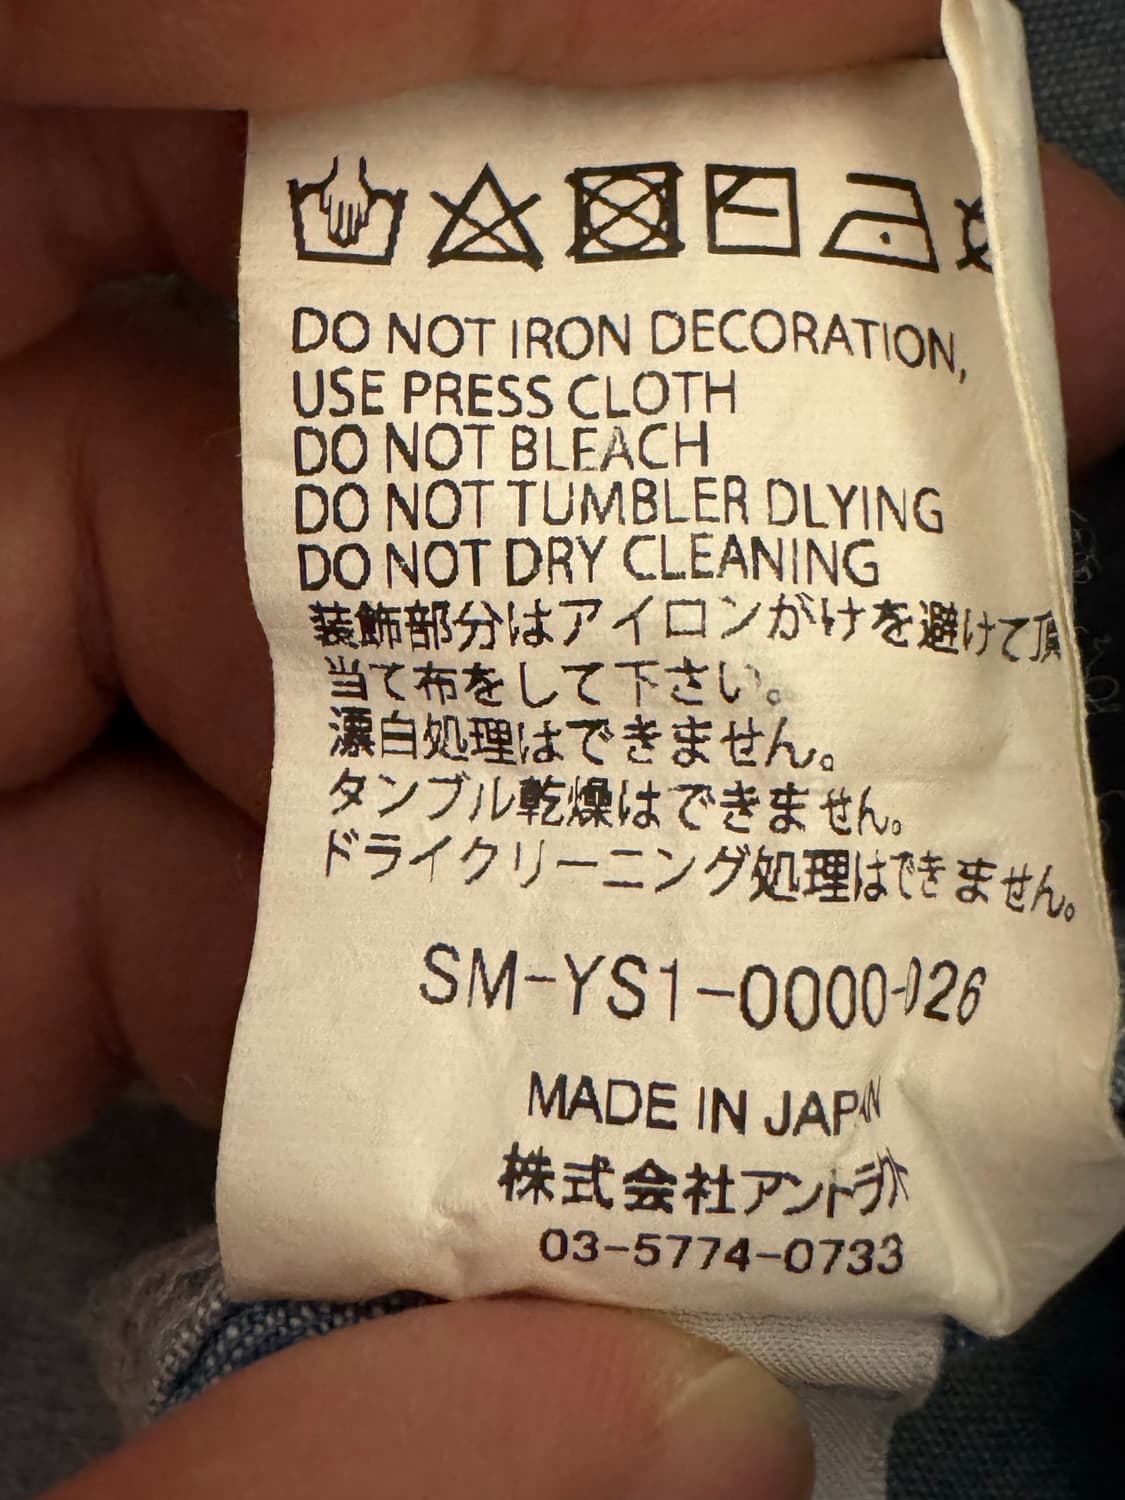 DO NOT IRON DECORATION,
USE PRESS CLOTH
DO NOT BLEACH
DO NOT TUMBLER DLYING
DO NOT DRY CLEANING
装飾部分はアイロンがけを避けて頂
当て布をして下さい。
漂白処理はできません。
タンブル乾燥はできません。
ドライクリーニング処理はできません。
SM-YS1-0000-026
MADE IN JAPAN
株式会社アントラト
03-5774-0733